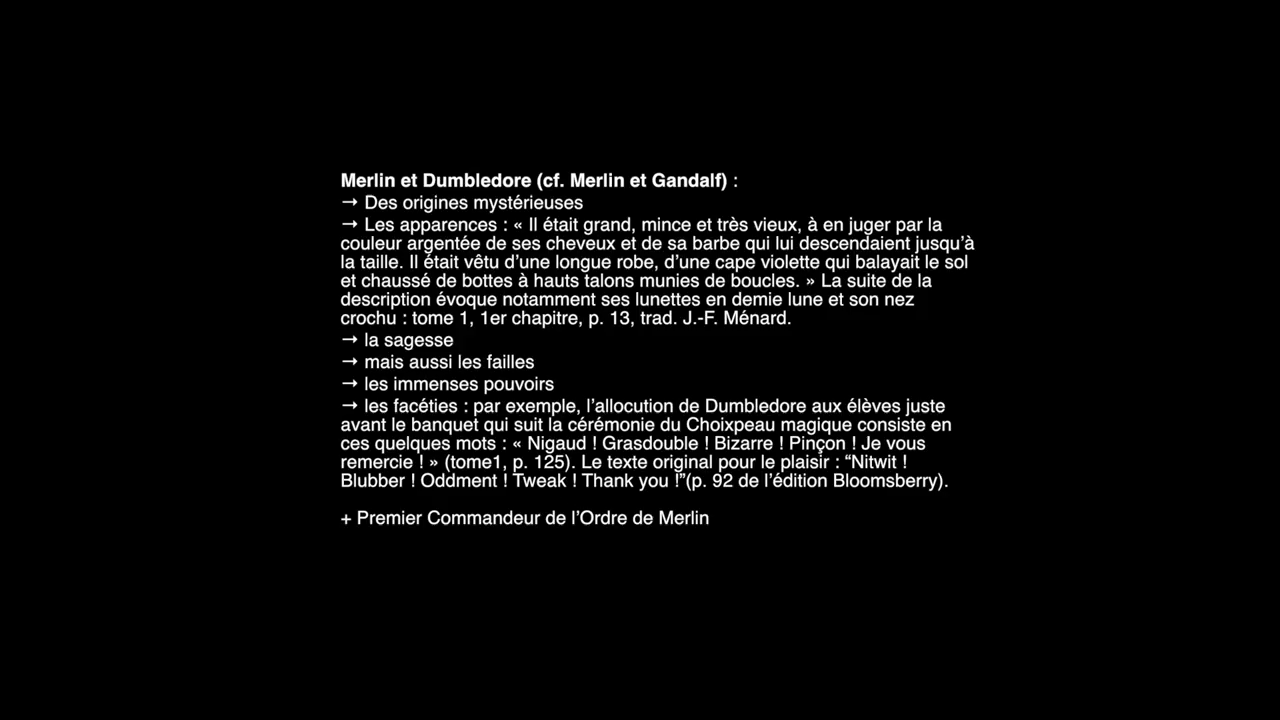 Merlin et Dumbledore (cf. Merlin et Gandalf) :
→ Des origines mystérieuses
→ Les apparences : « Il était grand, mince et très vieux, à en juger par la
couleur argentée de ses cheveux et de sa barbe qui lui descendaient jusqu’à
la taille. Il était vêtu d’une longue robe, d’une cape violette qui balayait le sol
et chaussé de bottes à hauts talons munies de boucles. » La suite de la
description évoque notamment ses lunettes en demie lune et son nez
crochu : tome 1, 1er chapitre, p. 13, trad. J.-F. Ménard.
→ la sagesse
→ mais aussi les failles
→ les immenses pouvoirs
→ les facéties : par exemple, l’allocution de Dumbledore aux élèves juste
avant le banquet qui suit la cérémonie du Choixpeau magique consiste en
ces quelques mots : « Nigaud ! Grasdouble ! Bizarre ! Pinçon ! Je vous
remercie ! » (tome1, p. 125). Le texte original pour le plaisir : “Nitwit !
Blubber ! Oddment ! Tweak ! Thank you !”(p. 92 de l’édition Bloomsberry).
+ Premier Commandeur de l’Ordre de Merlin